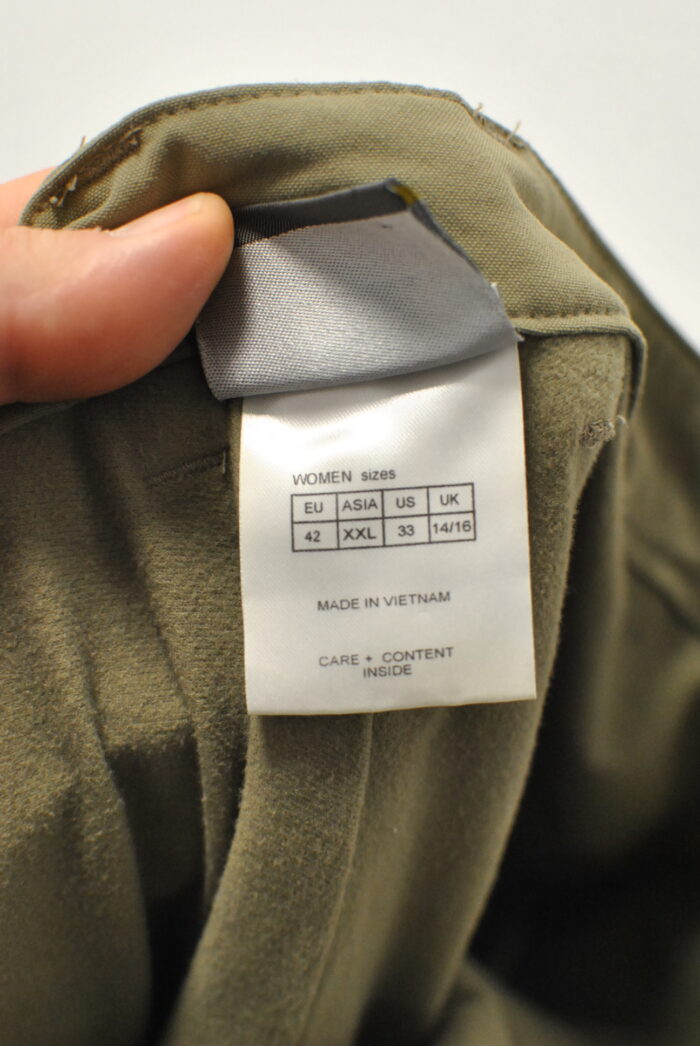 WOMEN sizes
EU ASIA US UK
42 XXL 33 14/16
MADE IN VIETNAM
CARE + CONTENT
INSIDE